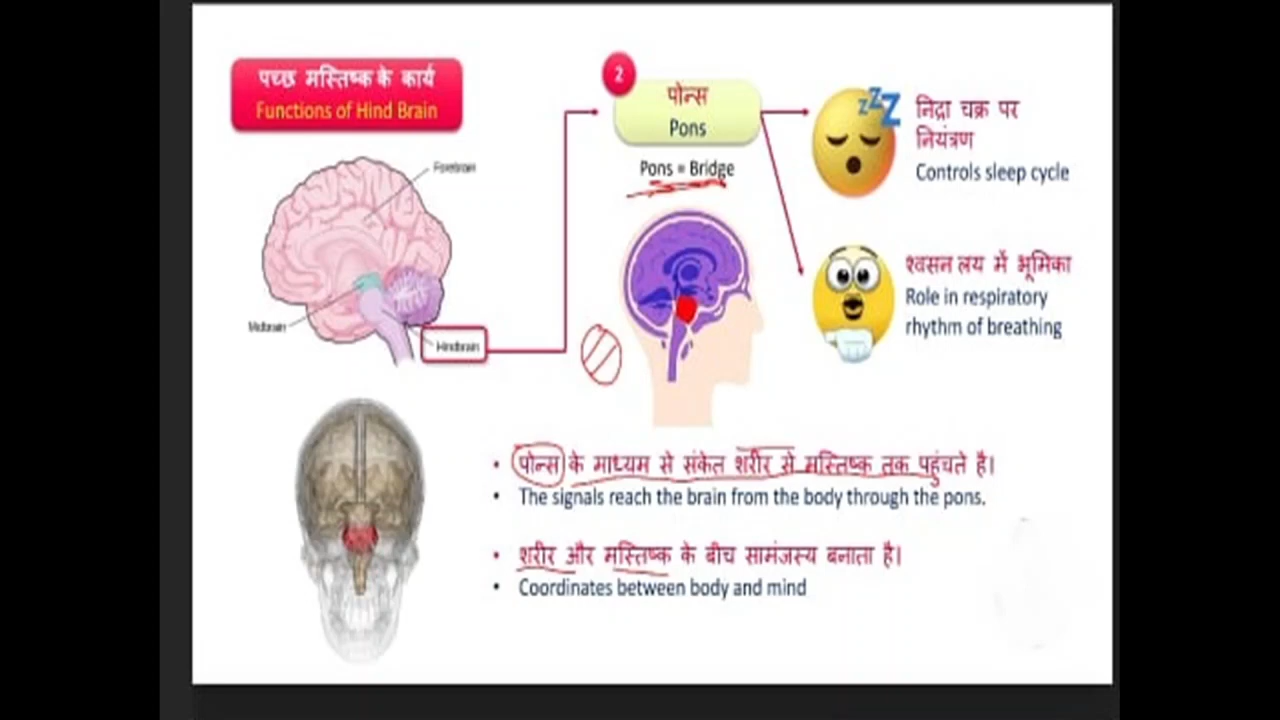 पच्छ मस्तिष्क के कार्य
Functions of Hind Brain
Forebrain
Midbrain
Hindbrain
2
पोन्स
Pons
Pons = Bridge
निद्रा चक्र पर
नियंत्रण
Controls sleep cycle
श्वसन लय में भूमिका
Role in respiratory
rhythm of breathing
• पोन्स के माध्यम से संकेत शरीर से मस्तिष्क तक पहुंचते है।
• The signals reach the brain from the body through the pons.
• शरीर और मस्तिष्क के बीच सामंजस्य बनाता है।
• Coordinates between body and mind